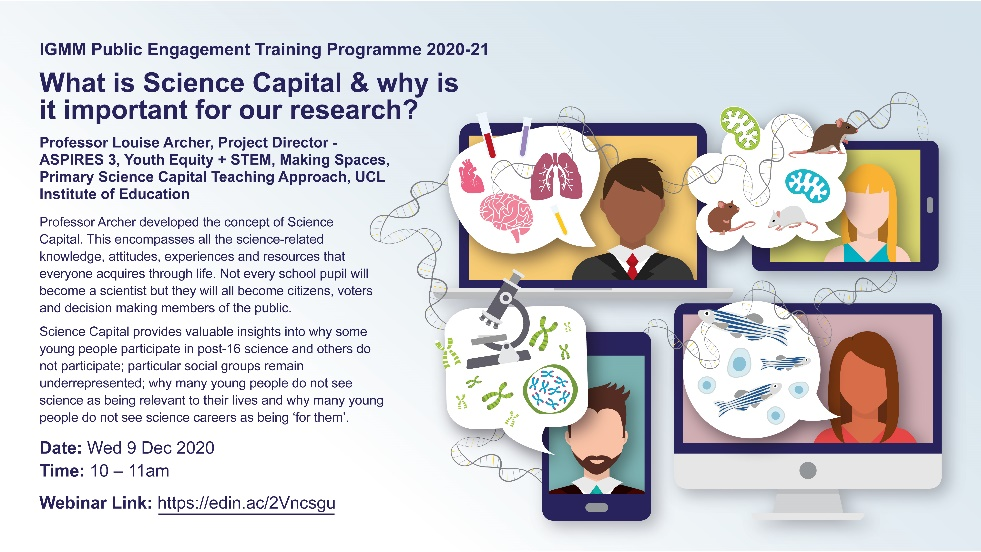 IGMM Public Engagement Training Programme 2020-21
What is Science Capital & why is
it important for our research?
Professor Louise Archer, Project Director -
ASPIRES 3, Youth Equity + STEM, Making Spaces,
Primary Science Capital Teaching Approach, UCL
Institute of Education
Professor Archer developed the concept of Science
Capital. This encompasses all the science-related
knowledge, attitudes, experiences and resources that
everyone acquires through life. Not every school pupil will
become a scientist but they will all become citizens, voters
and decision making members of the public.
Science Capital provides valuable insights into why some
young people participate in post-16 science and others do
not participate; particular social groups remain
underrepresented; why many young people do not see
science as being relevant to their lives and why many young
people do not see science careers as being ‘for them’.
Date: Wed 9 Dec 2020
Time: 10 – 11am
Webinar Link: https://edin.ac/2Vncsgu